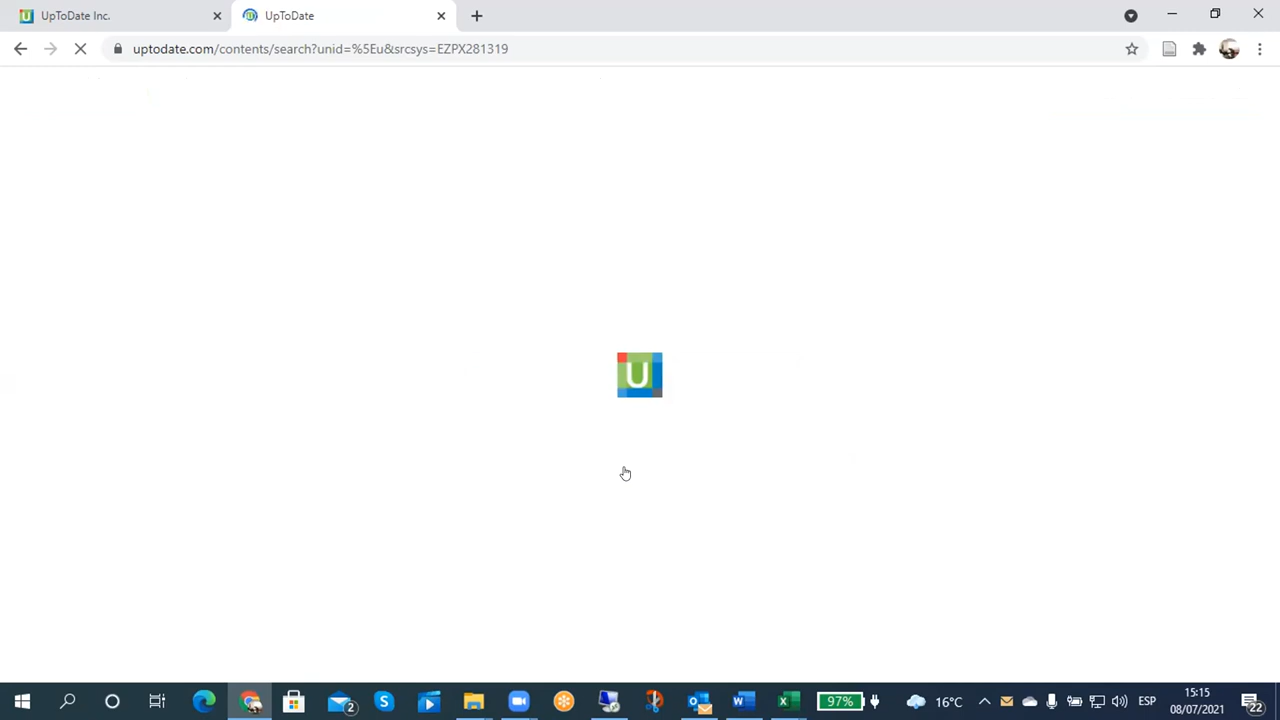 UpToDate Inc.
UpToDate
uptodate.com/contents/search?unid=%5Eu&srcsys=EZPX281319
U
2
97%
16°C
ESP
15:15
08/07/2021
22